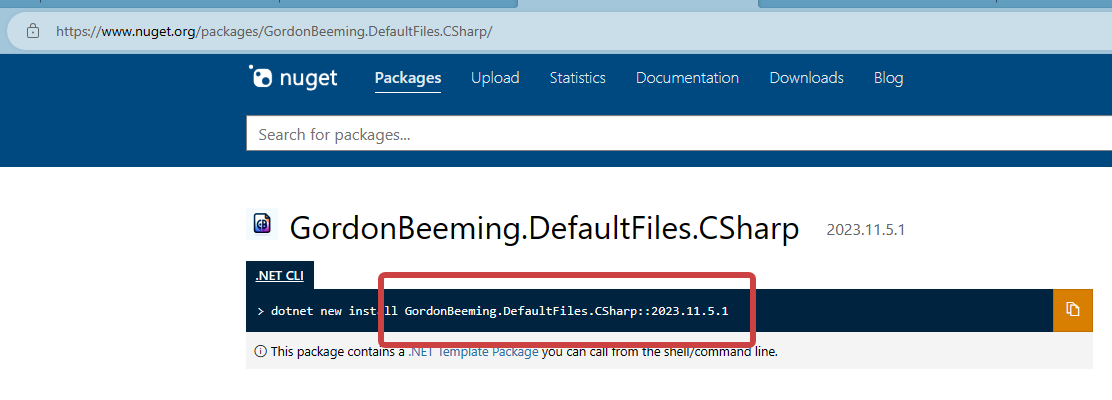 https://www.nuget.org/packages/GordonBeeming.DefaultFiles.CSharp/
nuget Packages Upload Statistics Documentation Downloads Blog
Search for packages...
GB GordonBeeming.DefaultFiles.CSharp 2023.11.5.1
.NET CLI
> dotnet new install GordonBeeming.DefaultFiles.CSharp::2023.11.5.1
This package contains a .NET Template Package you can call from the shell/command line.